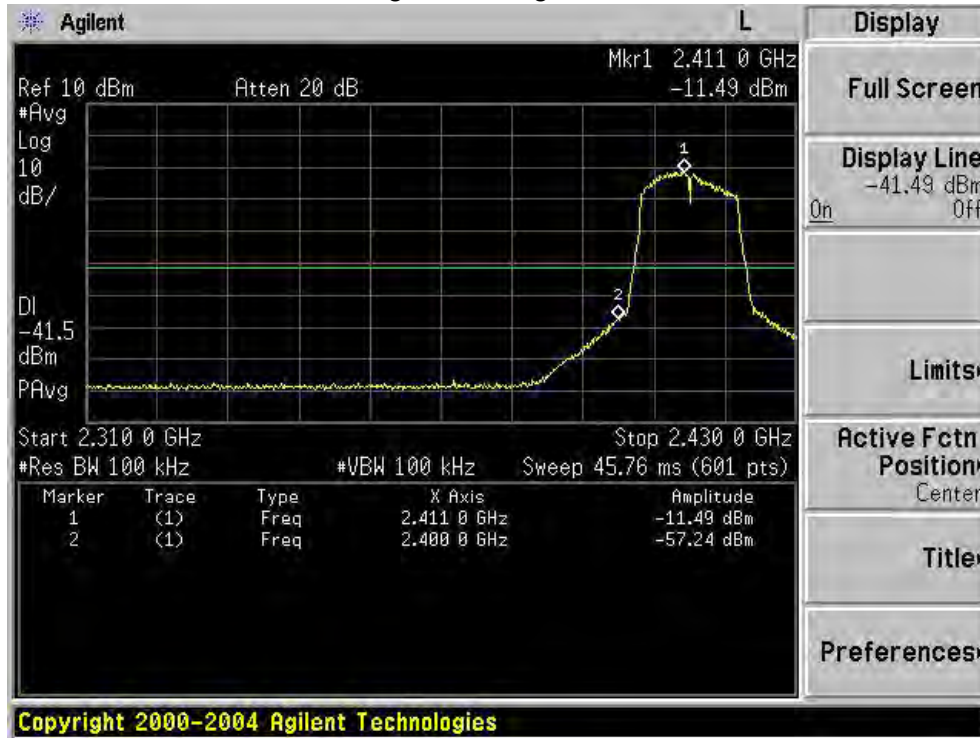 Agilent
L
Display
Mkr1 2.411 0 GHz
Ref 10 dBm Atten 20 dB -11.49 dBm
#Avg
Log
10
dB/
1
2
DI
-41.5
dBm
PAvg
Start 2.310 0 GHz Stop 2.430 0 GHz
#Res BW 100 kHz #VBW 100 kHz Sweep 45.76 ms (601 pts)
Marker Trace Type X Axis Amplitude
1 (1) Freq 2.411 0 GHz -11.49 dBm
2 (1) Freq 2.400 0 GHz -57.24 dBm
Full Screen
Display Line
-41.49 dBm
On Off
Limits
Active Fctn
Position
Center
Title
Preferences
Copyright 2000-2004 Agilent Technologies